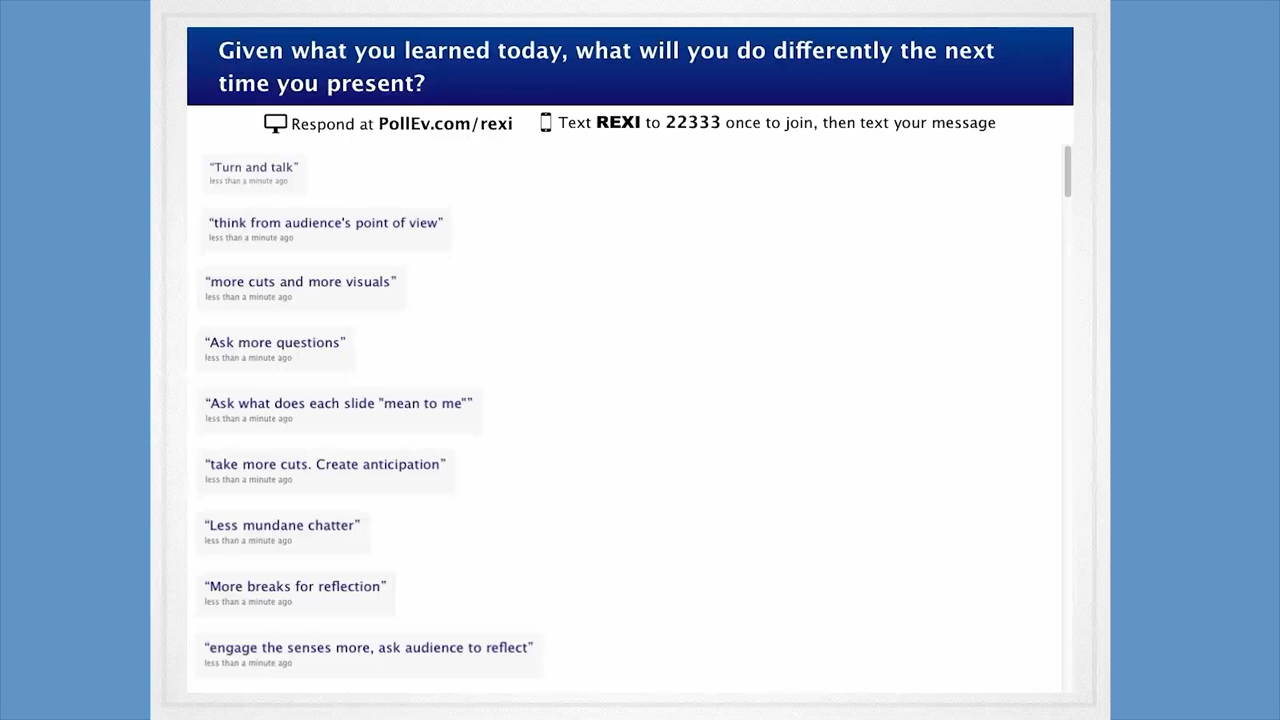 Given what you learned today, what will you do differently the next
time you present?
Respond at PollEv.com/rexi Text REXI to 22333 once to join, then text your message
“Turn and talk”
less than a minute ago
“think from audience's point of view”
less than a minute ago
“more cuts and more visuals”
less than a minute ago
“Ask more questions”
less than a minute ago
“Ask what does each slide "mean to me"”
less than a minute ago
“take more cuts. Create anticipation”
less than a minute ago
“Less mundane chatter”
less than a minute ago
“More breaks for reflection”
less than a minute ago
“engage the senses more, ask audience to reflect”
less than a minute ago